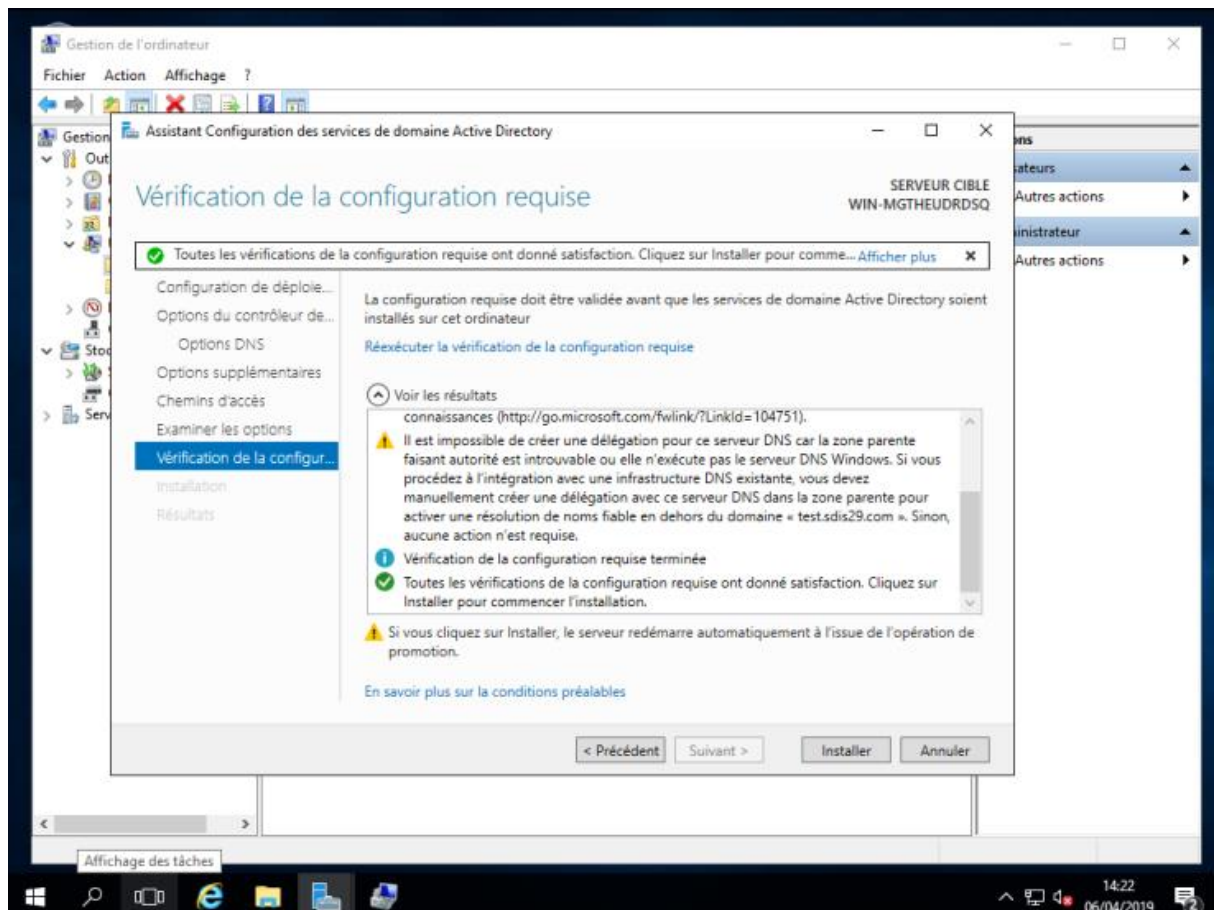 Gestion de l'ordinateur
Fichier Action Affichage ?
Gestion
Out
Stoc
Serv
Assistant Configuration des services de domaine Active Directory
Vérification de la configuration requise
SERVEUR CIBLE
WIN-MGTHEUDRDSQ
Toutes les vérifications de la configuration requise ont donné satisfaction. Cliquez sur Installer pour comme... Afficher plus
Configuration de déploie...
Options du contrôleur de...
Options DNS
Options supplémentaires
Chemins d'accès
Examiner les options
Vérification de la configur...
Installation
Résultats
La configuration requise doit être validée avant que les services de domaine Active Directory soient
installés sur cet ordinateur
Réexécuter la vérification de la configuration requise
Voir les résultats
connaissances (http://go.microsoft.com/fwlink/?LinkId=104751).
Il est impossible de créer une délégation pour ce serveur DNS car la zone parente
faisant autorité est introuvable ou elle n'exécute pas le serveur DNS Windows. Si vous
procédez à l'intégration avec une infrastructure DNS existante, vous devez
manuellement créer une délégation avec ce serveur DNS dans la zone parente pour
activer une résolution de noms fiable en dehors du domaine « test.sdis29.com ». Sinon,
aucune action n'est requise.
Vérification de la configuration requise terminée
Toutes les vérifications de la configuration requise ont donné satisfaction. Cliquez sur
Installer pour commencer l'installation.
Si vous cliquez sur Installer, le serveur redémarre automatiquement à l'issue de l'opération de
promotion.
En savoir plus sur la conditions préalables
< Précédent Suivant > Installer Annuler
ons
sateurs
Autres actions
inistrateur
Autres actions
Affichage des tâches
14:22
06/04/2019